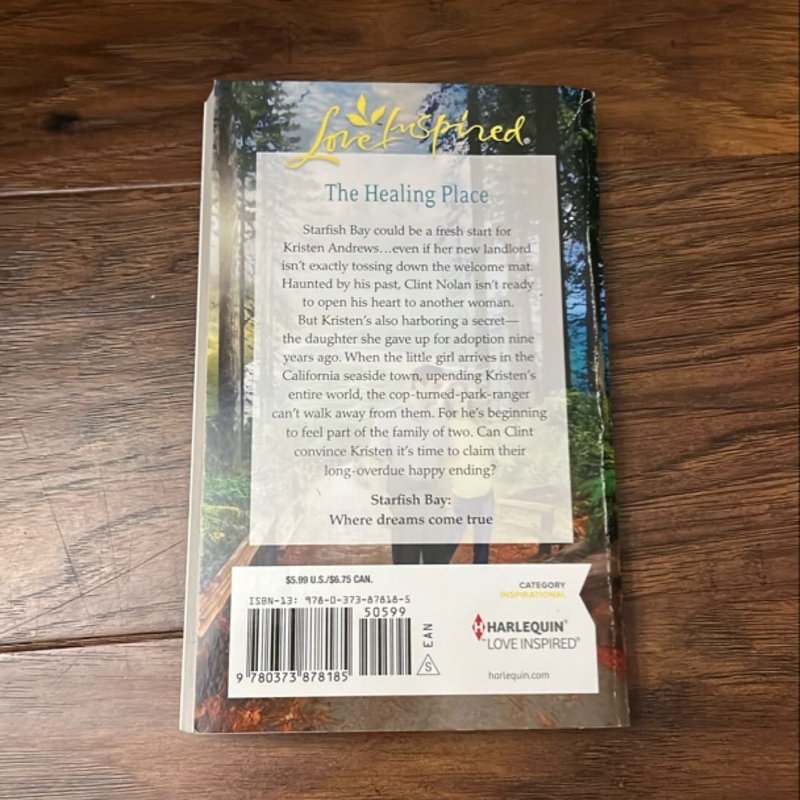 Love Inspired®
The Healing Place
Starfish Bay could be a fresh start for
Kristen Andrews…even if her new landlord
isn't exactly tossing down the welcome mat.
Haunted by his past, Clint Nolan isn't ready
to open his heart to another woman.
But Kristen's also harboring a secret—
the daughter she gave up for adoption nine
years ago. When the little girl arrives in the
California seaside town, upending Kristen's
entire world, the cop-turned-park-ranger
can't walk away from them. For he's beginning
to feel part of the family of two. Can Clint
convince Kristen it's time to claim their
long-overdue happy ending?
Starfish Bay:
Where dreams come true
$5.99 U.S./$6.75 CAN.
ISBN-13: 978-0-373-87818-5
50599
EAN
S
9 780373 878185
CATEGORY
INSPIRATIONAL
H HARLEQUIN®
™LOVE INSPIRED®
harlequin.com